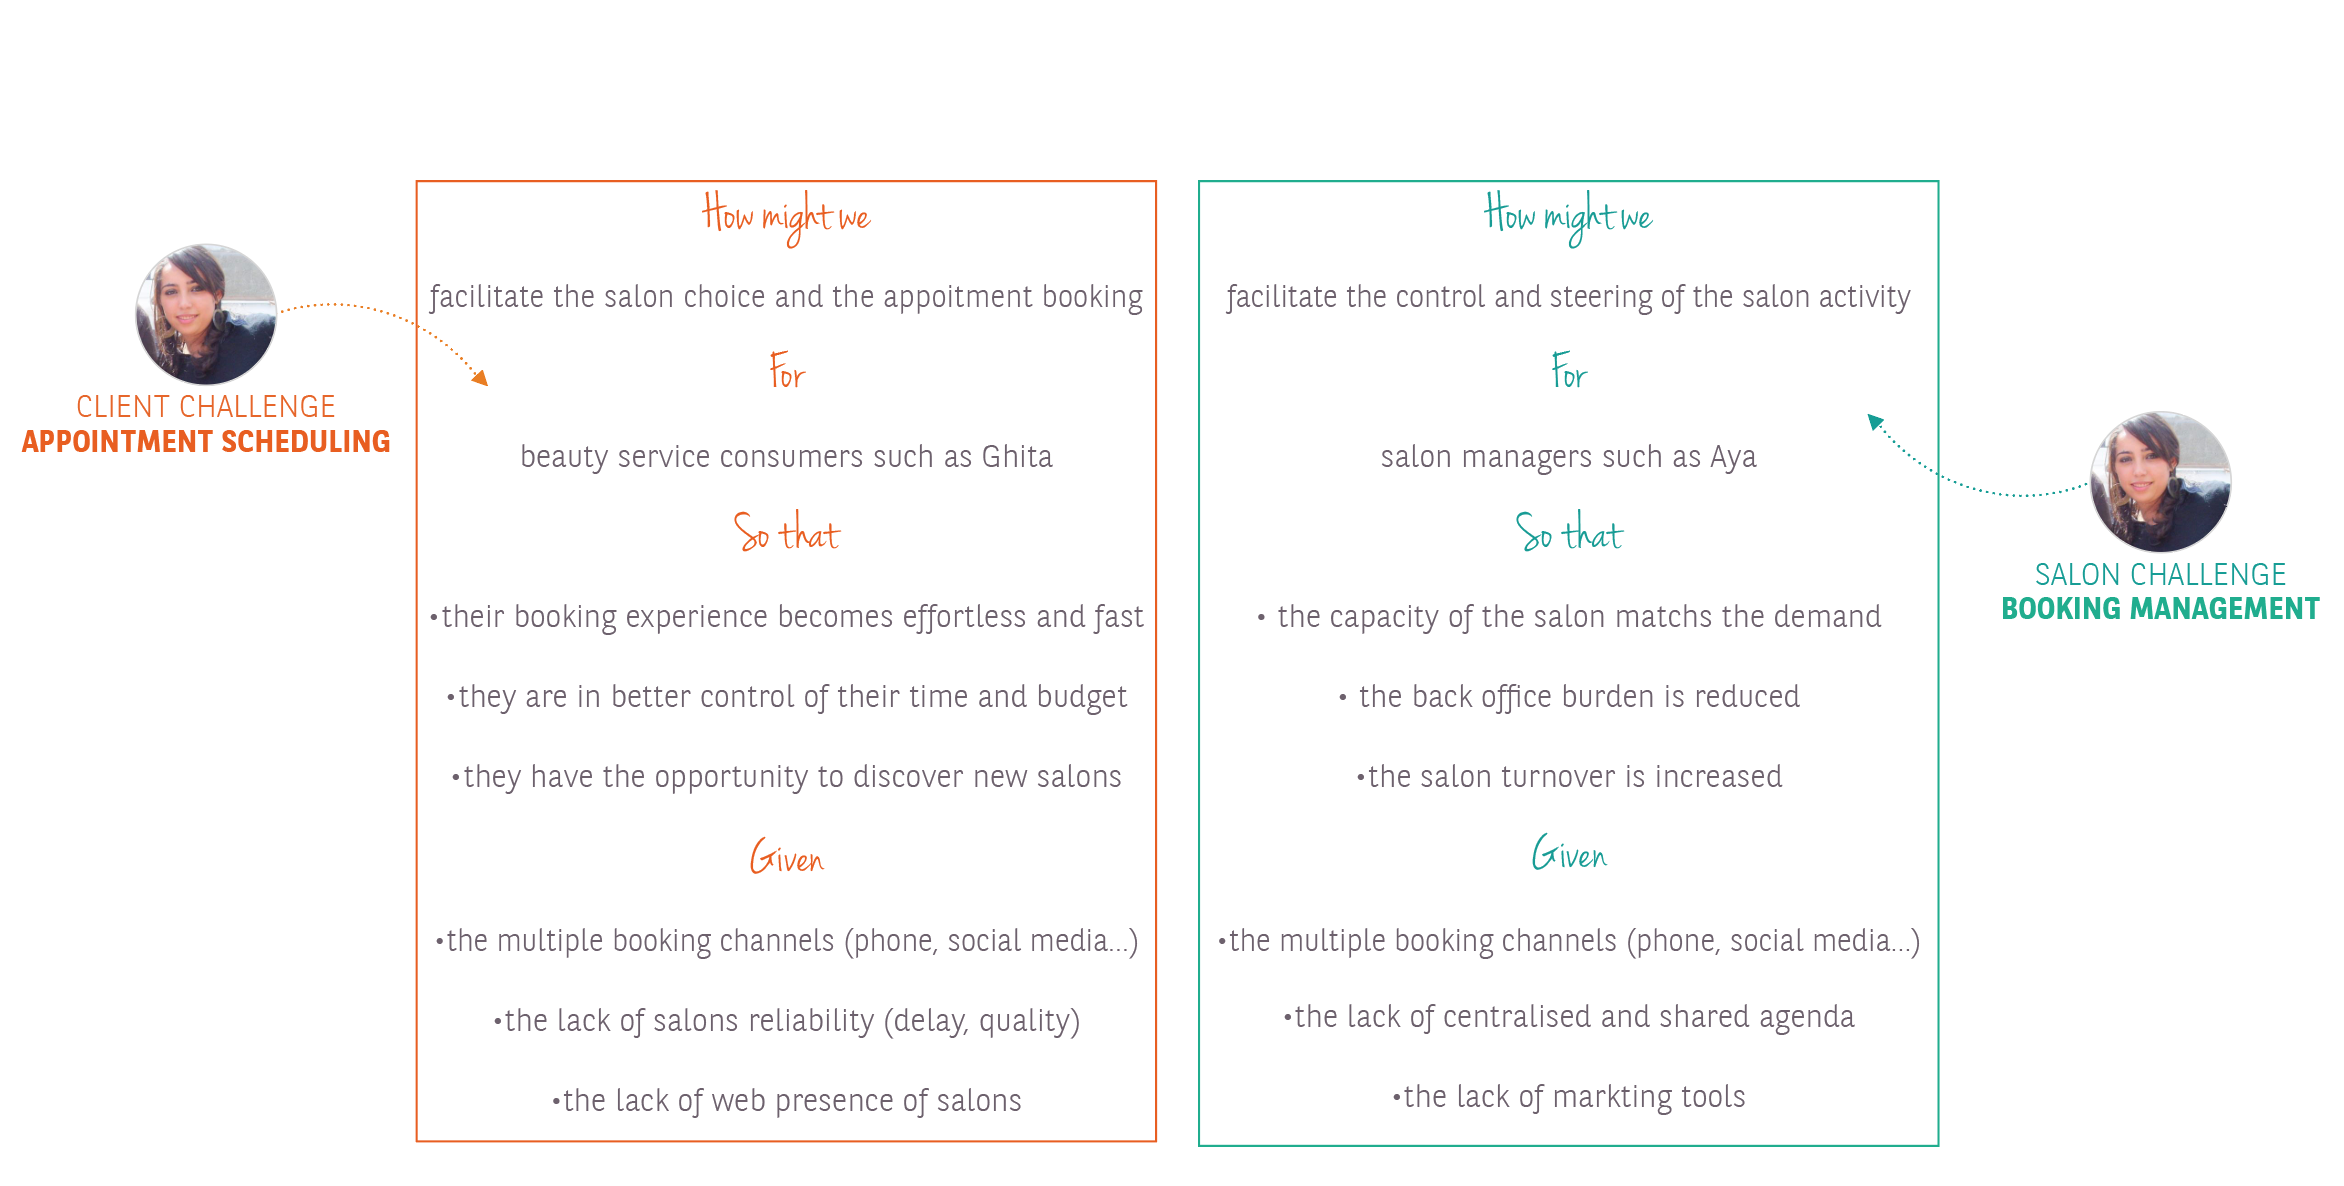 CLIENT CHALLENGE
APPOINTMENT SCHEDULING
How might we
facilitate the salon choice and the appoitment booking
For
beauty service consumers such as Ghita
So that
•their booking experience becomes effortless and fast
•they are in better control of their time and budget
•they have the opportunity to discover new salons
Given
•the multiple booking channels (phone, social media...)
•the lack of salons reliability (delay, quality)
•the lack of web presence of salons
How might we
facilitate the control and steering of the salon activity
For
salon managers such as Aya
So that
• the capacity of the salon matchs the demand
• the back office burden is reduced
•the salon turnover is increased
Given
•the multiple booking channels (phone, social media...)
•the lack of centralised and shared agenda
•the lack of markting tools
SALON CHALLENGE
BOOKING MANAGEMENT